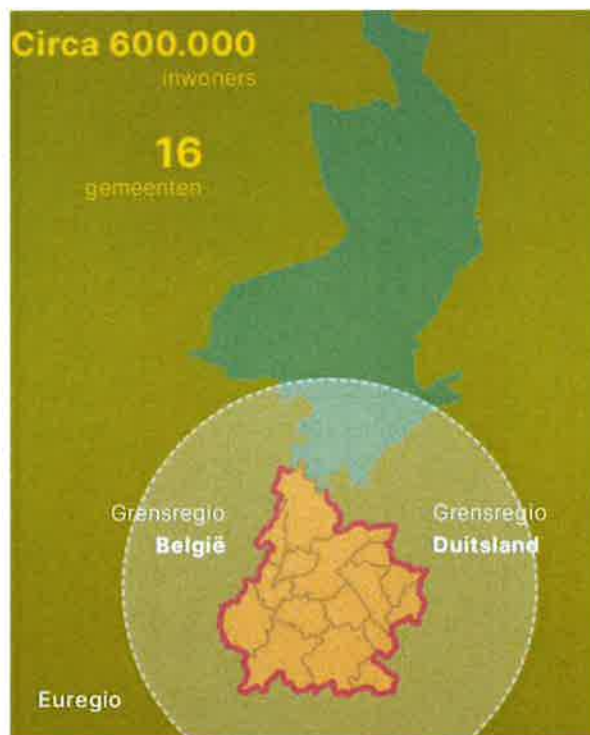 Circa 600.000
inwoners
16
gemeenten
Grensregio
België
Grensregio
Duitsland
Euregio